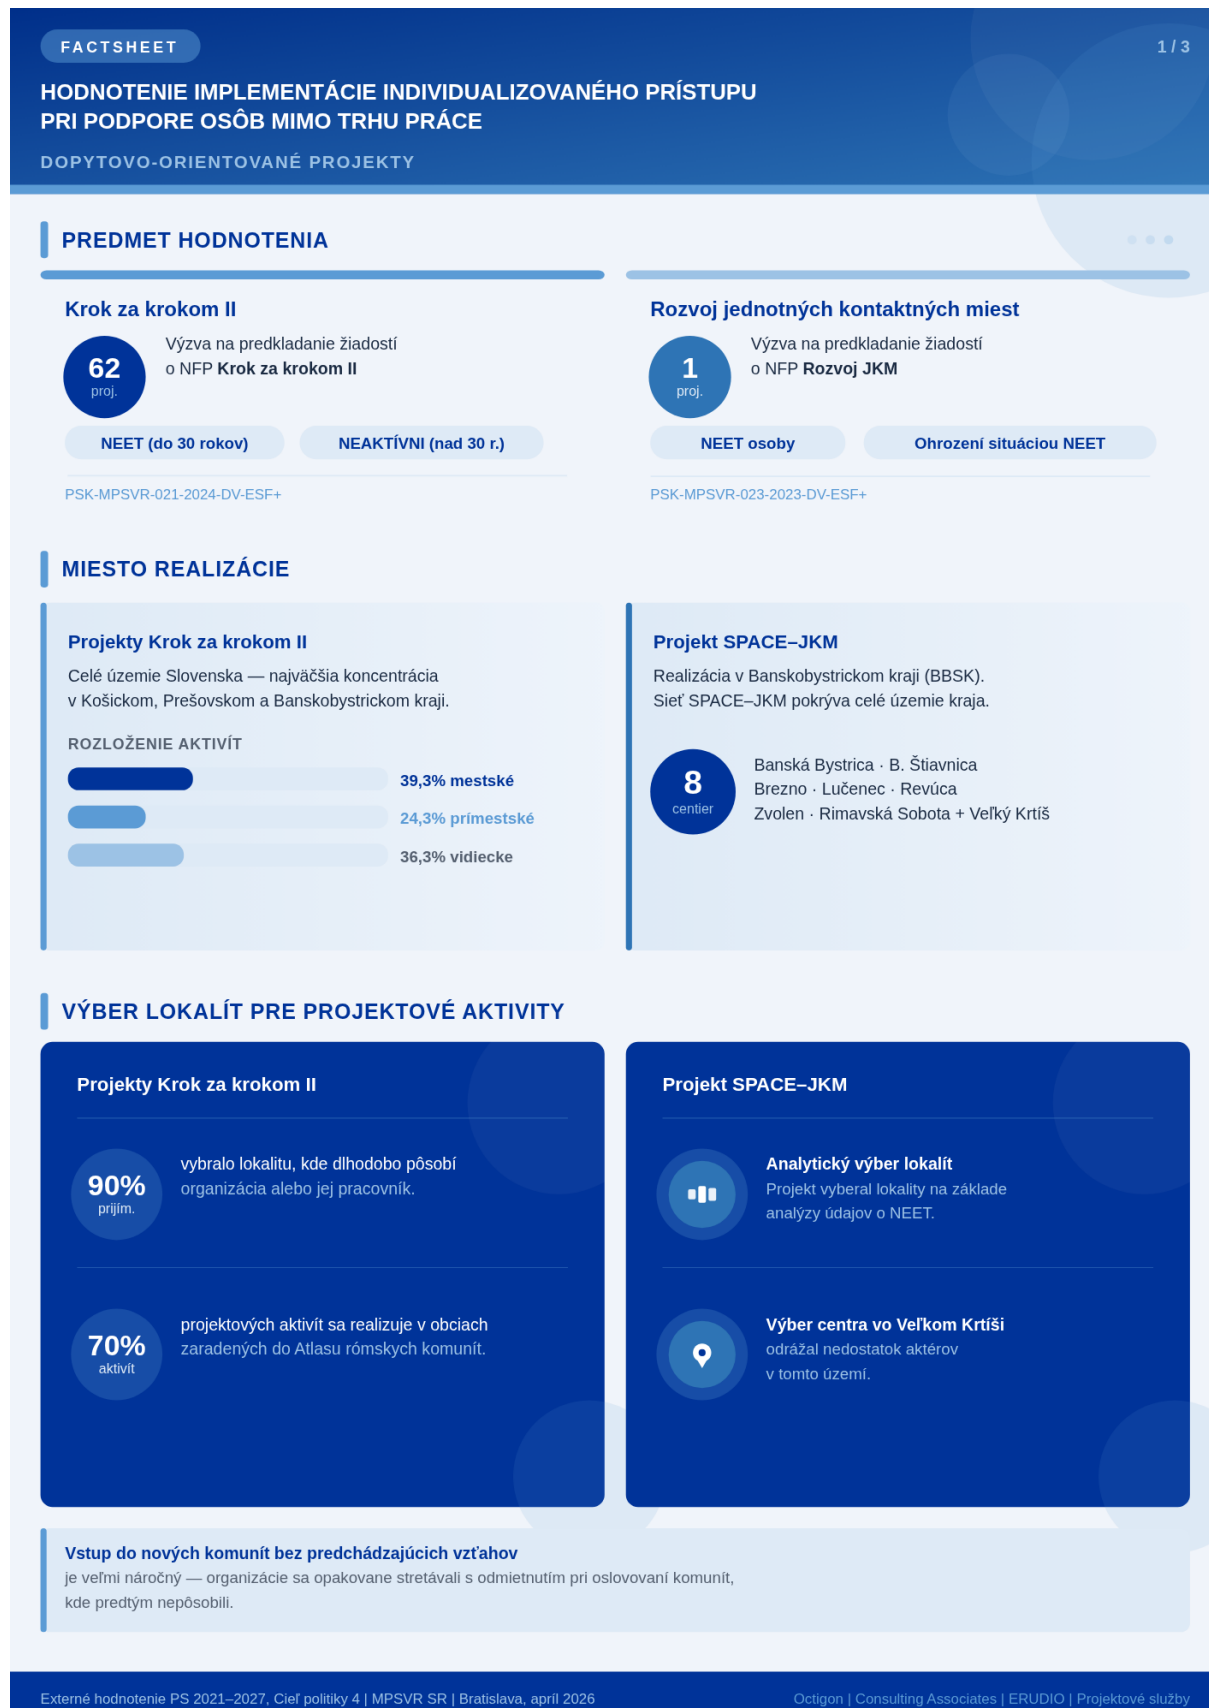 FACTSHEET
1 / 3
HODNOTENIE IMPLEMENTÁCIE INDIVIDUALIZOVANÉHO PRÍSTUPU
PRI PODPORE OSÔB MIMO TRHU PRÁCE
DOPYTOVO-ORIENTOVANÉ PROJEKTY
PREDMET HODNOTENIA
Krok za krokom II
62
proj.
Výzva na predkladanie žiadostí
o NFP Krok za krokom II
NEET (do 30 rokov)
NEAKTÍVNI (nad 30 r.)
PSK-MPSVR-021-2024-DV-ESF+
Rozvoj jednotných kontaktných miest
1
proj.
Výzva na predkladanie žiadostí
o NFP Rozvoj JKM
NEET osoby
Ohrození situáciou NEET
PSK-MPSVR-023-2023-DV-ESF+
MIESTO REALIZÁCIE
Projekty Krok za krokom II
Celé územie Slovenska — najväčšia koncentrácia
v Košickom, Prešovskom a Banskobystrickom kraji.
ROZLOŽENIE AKTIVÍT
39,3% mestské
24,3% prímestské
36,3% vidiecke
Projekt SPACE–JKM
Realizácia v Banskobystrickom kraji (BBSK).
Sieť SPACE–JKM pokrýva celé územie kraja.
8
centier
Banská Bystrica · B. Štiavnica
Brezno · Lučenec · Revúca
Zvolen · Rimavská Sobota + Veľký Krtíš
VÝBER LOKALÍT PRE PROJEKTOVÉ AKTIVITY
Projekty Krok za krokom II
90%
prijím.
vybralo lokalitu, kde dlhodobo pôsobí
organizácia alebo jej pracovník.
70%
aktivít
projektových aktivít sa realizuje v obciach
zaradených do Atlasu rómskych komunít.
Projekt SPACE–JKM
Analytický výber lokalít
Projekt vyberal lokality na základe
analýzy údajov o NEET.
Výber centra vo Veľkom Krtíši
odrážal nedostatok aktérov
v tomto území.
Vstup do nových komunít bez predchádzajúcich vzťahov
je veľmi náročný — organizácie sa opakovane stretávali s odmietnutím pri oslovovaní komunít,
kde predtým nepôsobili.
Externé hodnotenie PS 2021–2027, Cieľ politiky 4 | MPSVR SR | Bratislava, apríl 2026
Octigon | Consulting Associates | ERUDIO | Projektové služby